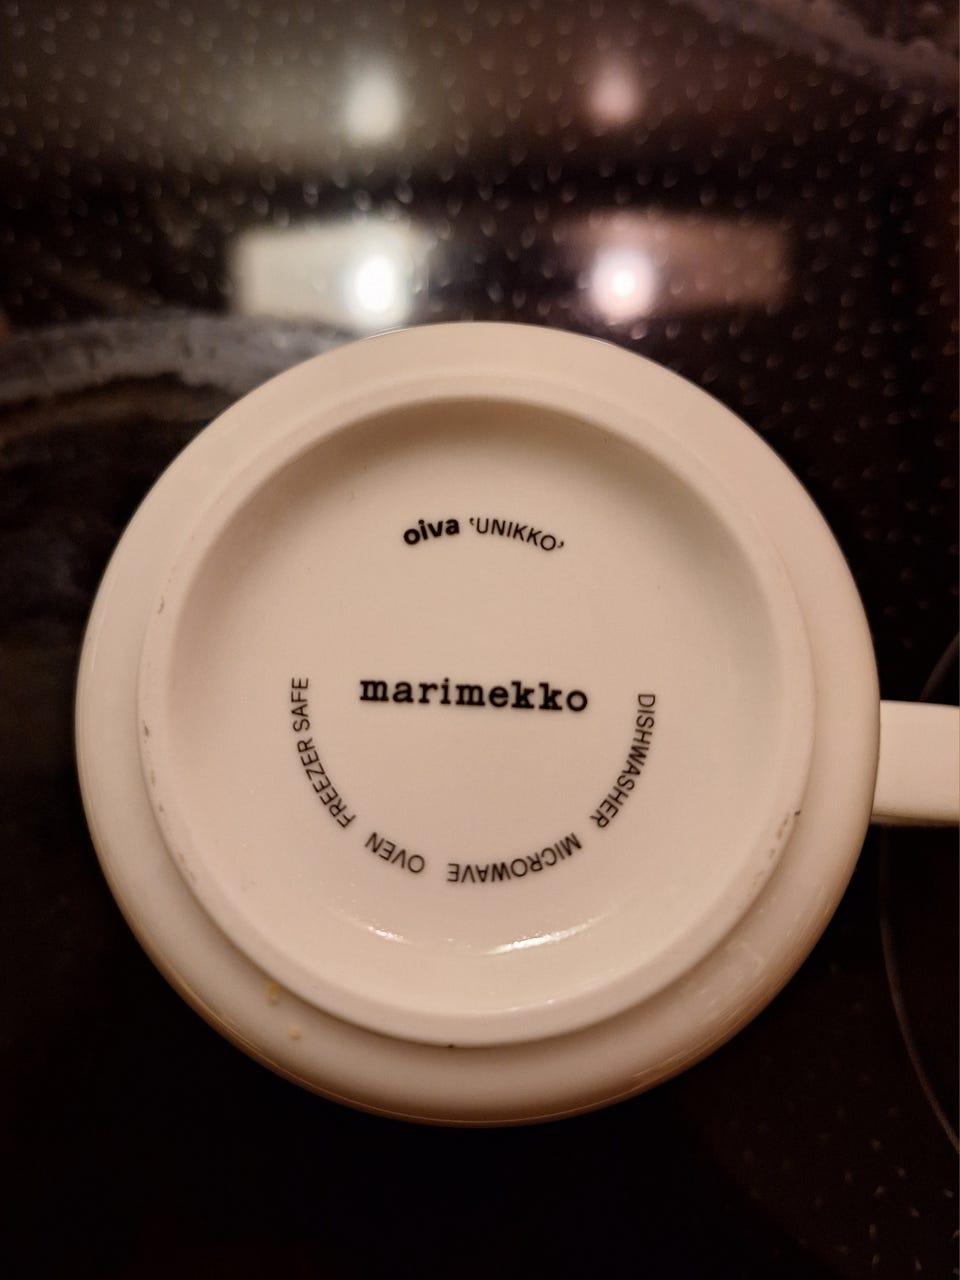 oiva ‘UNIKKO’
marimekko
DISHWASHER MICROWAVE OVEN FREEZER SAFE